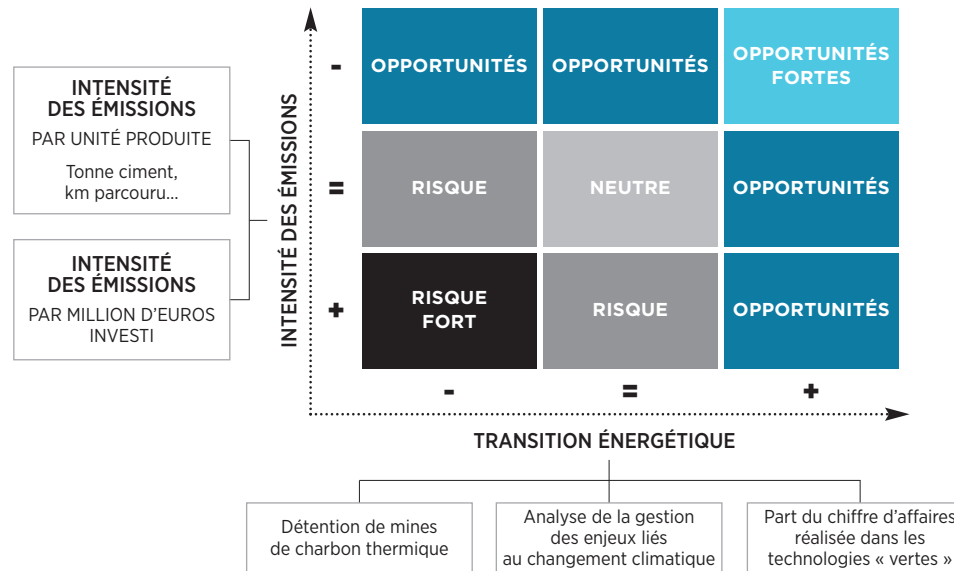 INTENSITÉ
DES ÉMISSIONS
PAR UNITÉ PRODUITE
Tonne ciment,
km parcouru...
INTENSITÉ
DES ÉMISSIONS
PAR MILLION D’EUROS
INVESTI
INTENSITÉ DES ÉMISSIONS
-
OPPORTUNITÉS
OPPORTUNITÉS
OPPORTUNITÉS
FORTES
=
RISQUE
NEUTRE
OPPORTUNITÉS
+
RISQUE
FORT
RISQUE
OPPORTUNITÉS
-
=
+
TRANSITION ÉNERGÉTIQUE
Détention de mines
de charbon thermique
Analyse de la gestion
des enjeux liés
au changement climatique
Part du chiffre d’affaires
réalisée dans les
technologies « vertes »